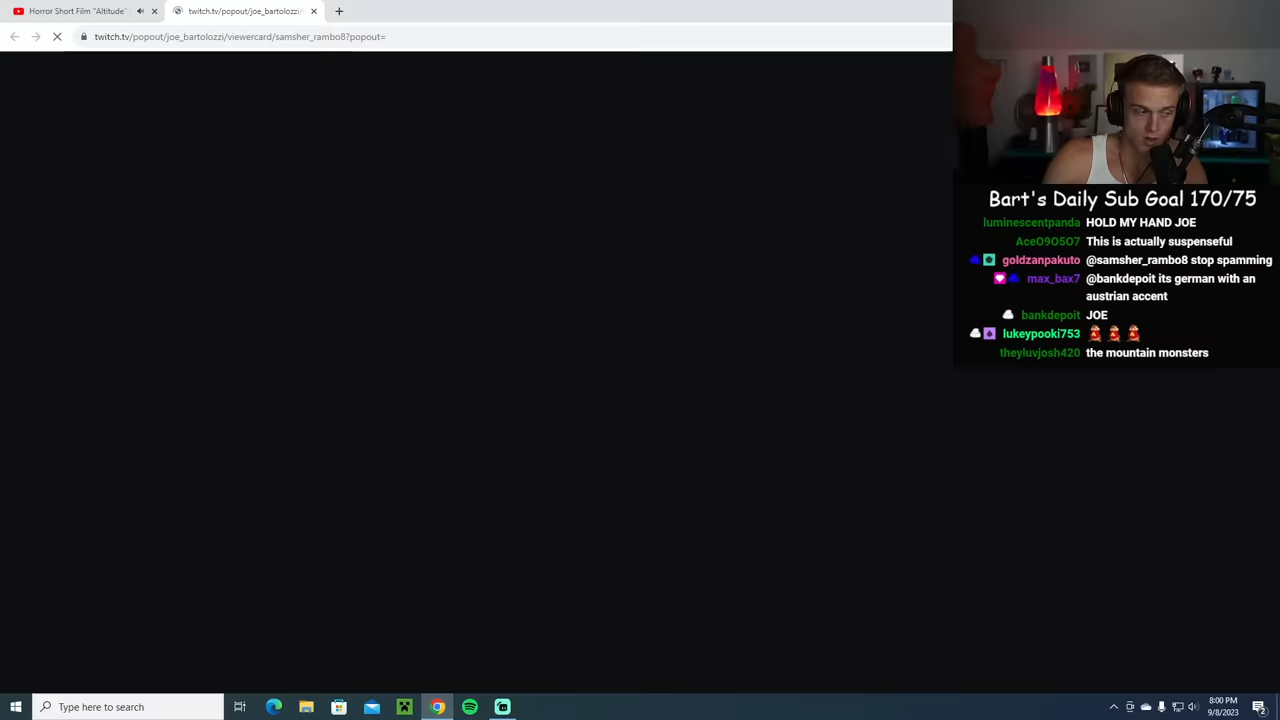 Horror Short Film "Altitude"
twitch.tv/popout/joe_bartolozzi/
twitch.tv/popout/joe_bartolozzi/viewercard/samsher_rambo8?popout=
Bart's Daily Sub Goal 170/75
luminescentpanda HOLD MY HAND JOE
AceO9O5O7 This is actually suspenseful
goldzanpakuto @samsher_rambo8 stop spamming
max_bax7 @bankdepoit its german with an
austrian accent
bankdepoit JOE
lukeypooki753
theyluvjosh420 the mountain monsters
Type here to search
8:00 PM
9/8/2023
2